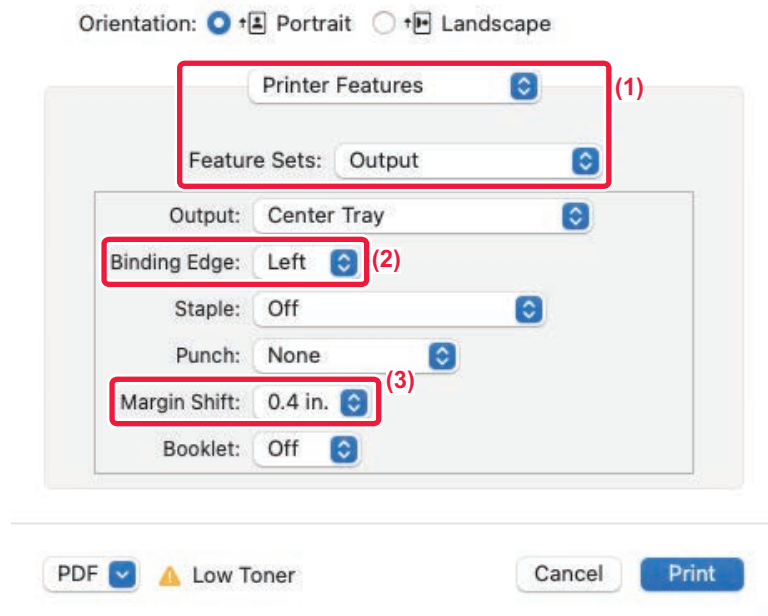 Orientation: Portrait Landscape
Printer Features (1)
Feature Sets: Output
Output: Center Tray
Binding Edge: Left (2)
Staple: Off
Punch: None
(3)
Margin Shift: 0.4 in.
Booklet: Off
PDF Low Toner Cancel Print